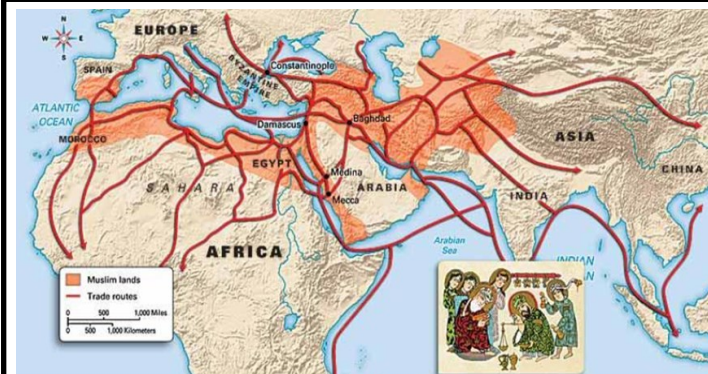 EUROPE
N
W E
S
SPAIN
Constantinople
BYZANTINE
EMPIRE
ATLANTIC
OCEAN
Damascus
Baghdad
ASIA
MOROCCO
EGYPT
CHINA
SAHARA
Medina
ARABIA
INDIA
Mecca
AFRICA
Arabian
Sea
INDIAN
Muslim lands
Trade routes
0 500 1,000 Miles
0 500 1,000 Kilometers